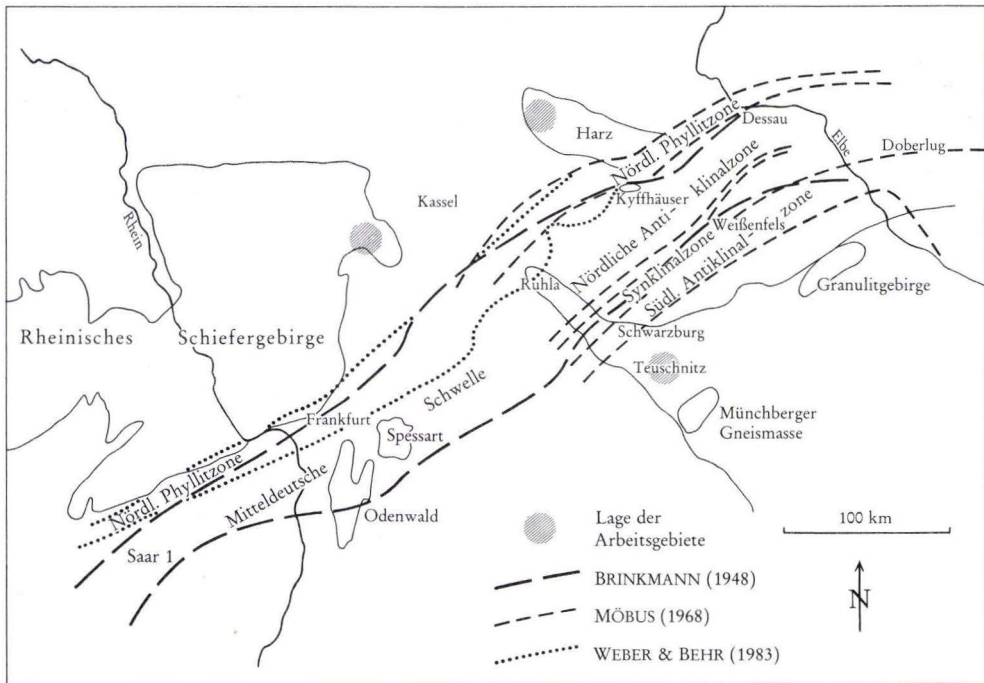 Harz
Nördl. Phyllitzone
Dessau
Elbe
Doberlug
Kassel
Kyffhäuser
Nördliche Anti-klinalzone
Weißenfels
Rhein
Ruhla
Synklinalzone
Südl. Antiklinal-zone
Granulitgebirge
Rheinisches
Schiefergebirge
Schwarzburg
Teuschnitz
Schwelle
Frankfurt
Spessart
Münchberger
Gneismasse
Nördl. Phyllitzone
Mitteldeutsche
Odenwald
Saar 1
Lage der
Arbeitsgebiete
100 km
BRINKMANN (1948)
MÖBUS (1968)
WEBER & BEHR (1983)
N